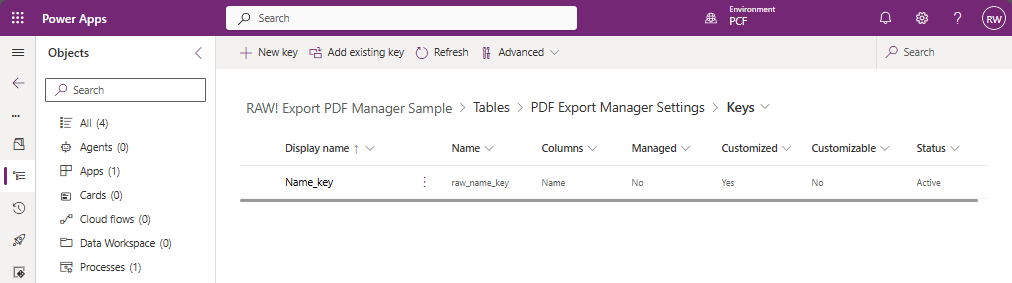 Power Apps
Search
Environment
PCF
RW
Objects
New key
Add existing key
Refresh
Advanced
Search
Search
RAW! Export PDF Manager Sample > Tables > PDF Export Manager Settings > Keys
All (4)
Agents (0)
Apps (1)
Cards (0)
Cloud flows (0)
Data Workspace (0)
Processes (1)
Display name Name Columns Managed Customized Customizable Status
Name_key raw_name_key Name No Yes No Active